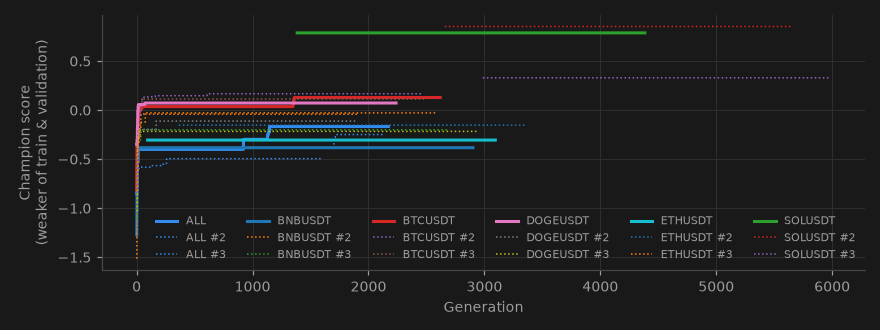 Champion score
(weaker of train & validation)
0.5
0.0
−0.5
−1.0
−1.5
ALL BNBUSDT BTCUSDT DOGEUSDT ETHUSDT SOLUSDT
ALL #2 BNBUSDT #2 BTCUSDT #2 DOGEUSDT #2 ETHUSDT #2 SOLUSDT #2
ALL #3 BNBUSDT #3 BTCUSDT #3 DOGEUSDT #3 ETHUSDT #3 SOLUSDT #3
0 1000 2000 3000 4000 5000 6000
Generation